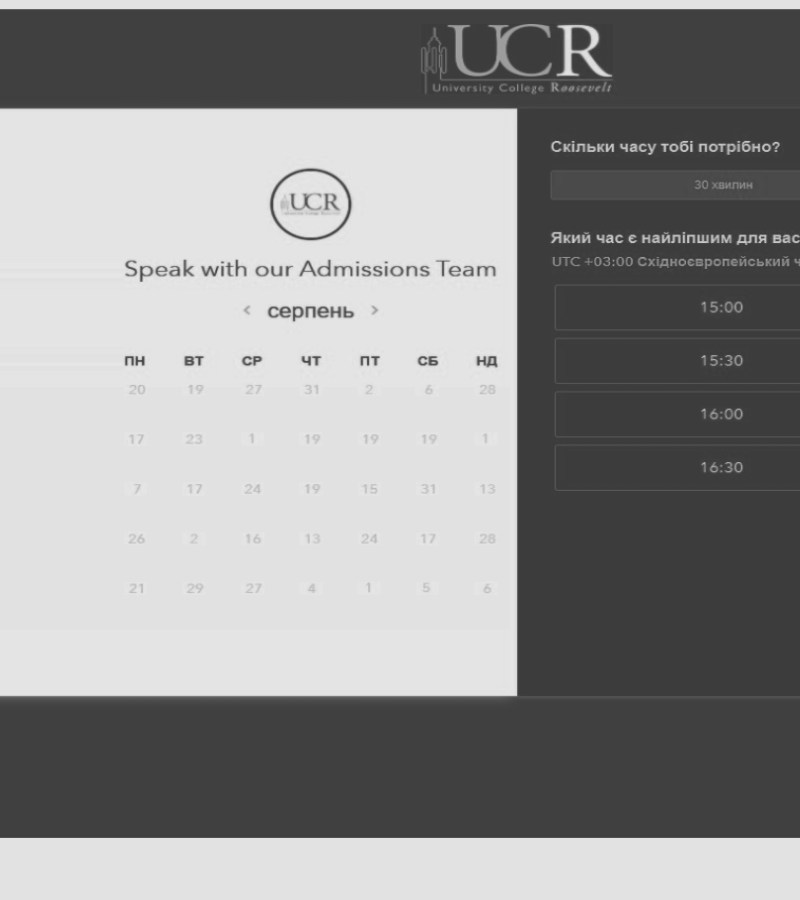 UCR
University College Roosevelt
UCR
Speak with our Admissions Team
< серпень >
ПН ВТ СР ЧТ ПТ СБ НД
20 19 27 31 2 6 28
17 23 1 19 19 19 1
7 17 24 19 15 31 13
26 2 16 13 24 17 28
21 29 27 4 1 5 6
Скільки часу тобі потрібно?
30 хвилин
Який час є найліпшим для вас
UTC +03:00 Східноєвропейський ч
15:00
15:30
16:00
16:30